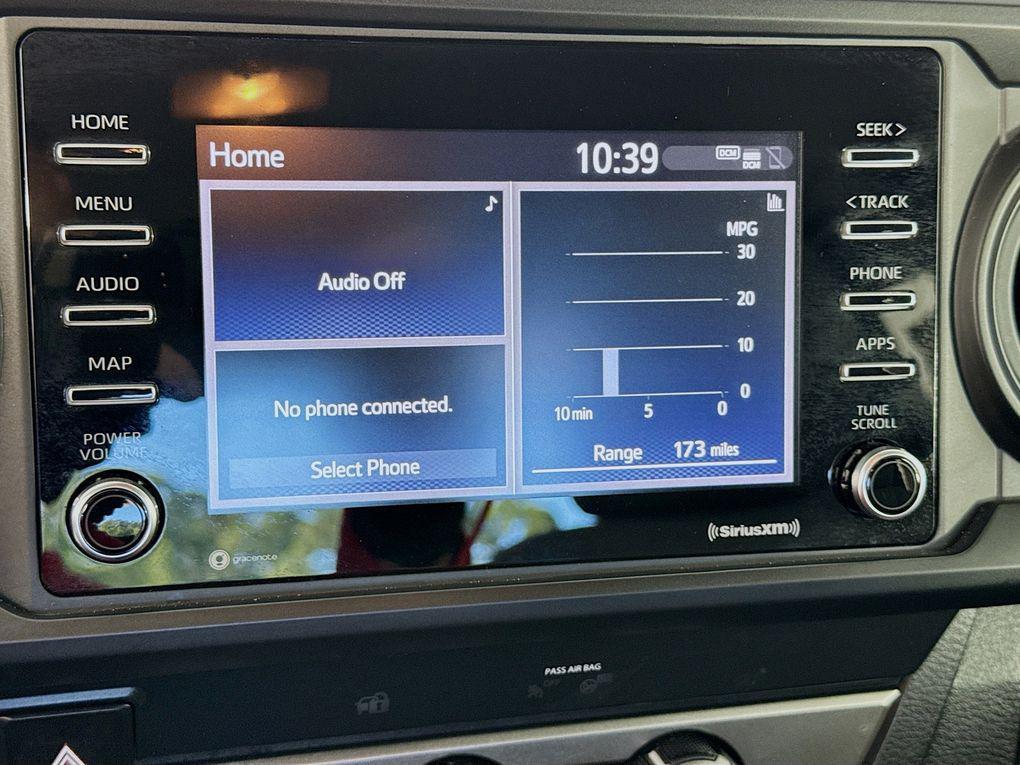 HOME
MENU
AUDIO
MAP
POWER
VOLUME
Home
10:39
DCM
DCM
Audio Off
No phone connected.
Select Phone
MPG
30
20
10
0
10 min 5 0
Range 173 miles
SEEK >
< TRACK
PHONE
APPS
TUNE
SCROLL
gracenote
SiriusXM
PASS AIR BAG